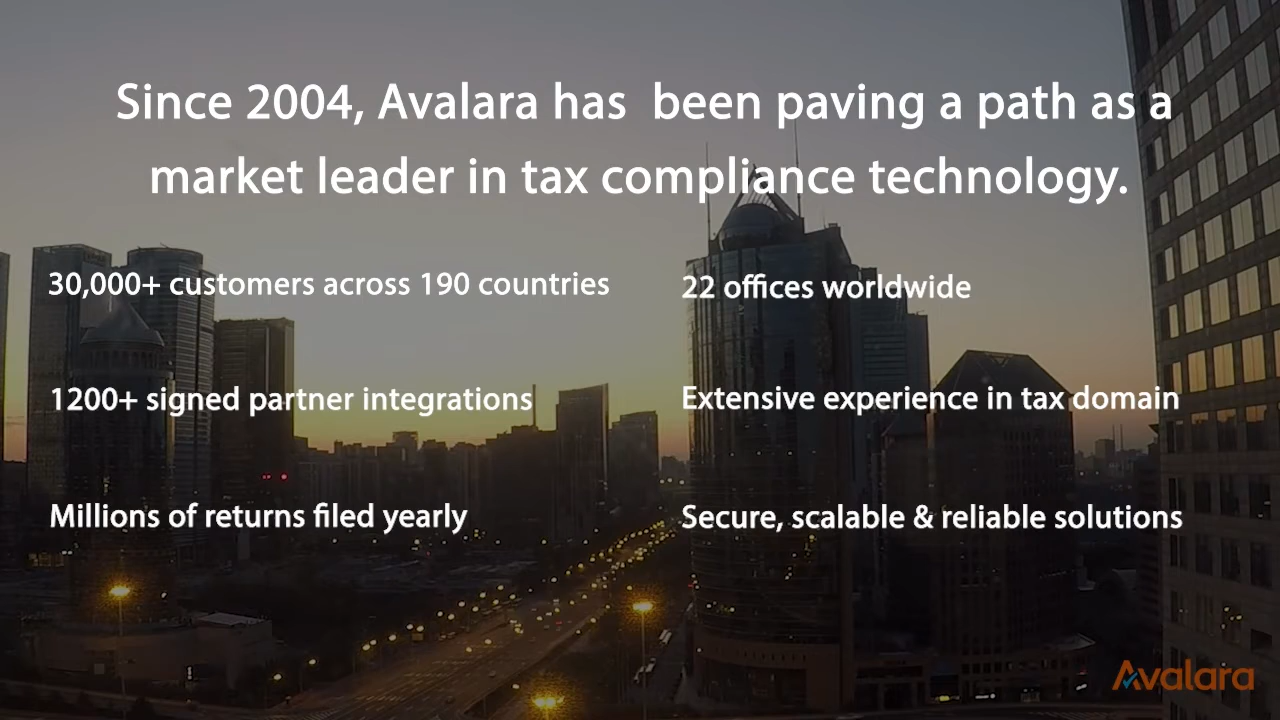 Since 2004, Avalara has  been paving a path as a
market leader in tax compliance technology.
30,000+ customers across 190 countries
22 offices worldwide
1200+ signed partner integrations
Extensive experience in tax domain
Millions of returns filed yearly
Secure, scalable & reliable solutions
Avalara